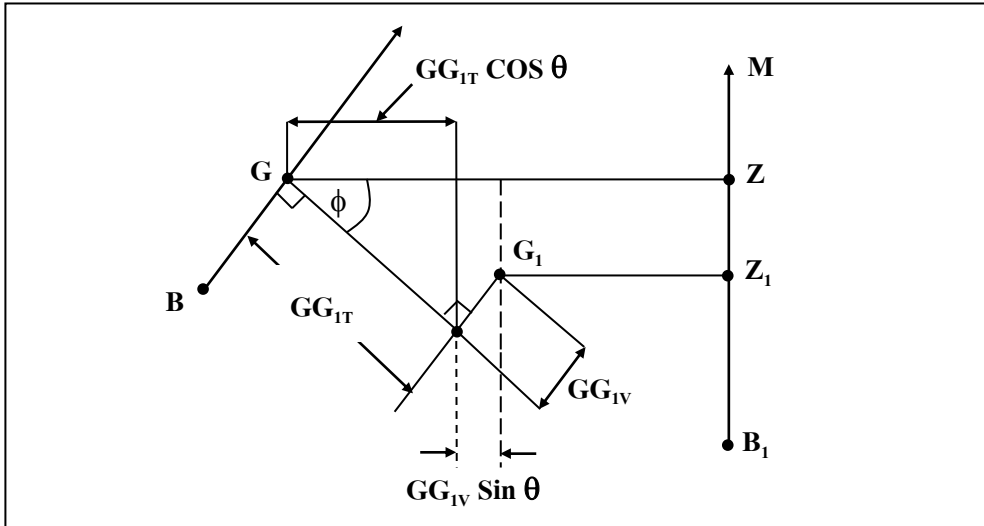 GG1T COS θ
M
G
Z
ϕ
G1
Z1
B
GG1T
GG1V
B1
GG1V Sin θ